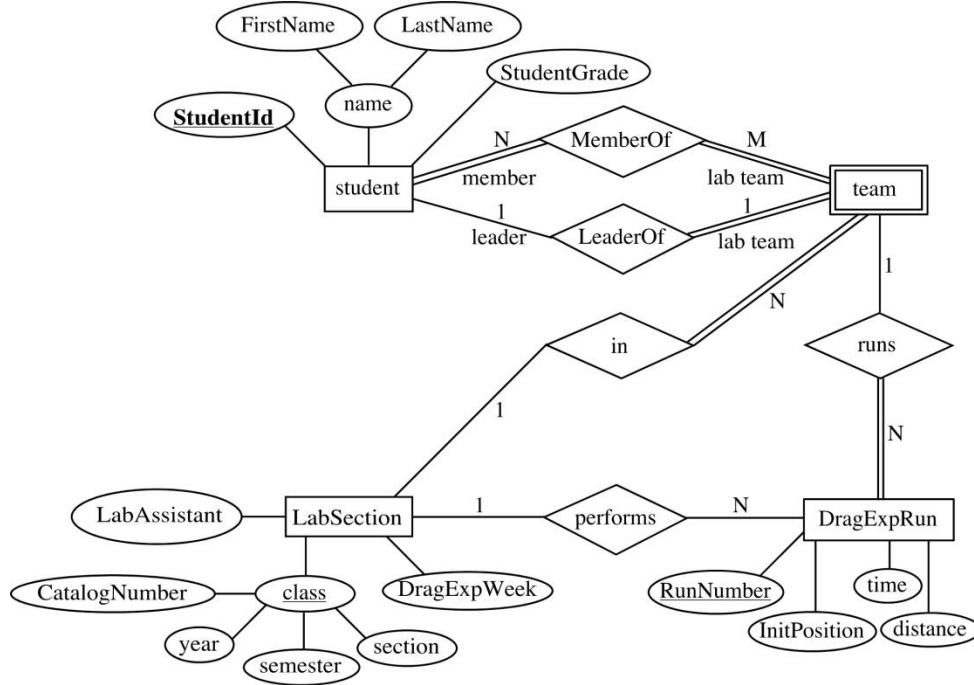 FirstName
LastName
StudentGrade
name
StudentId
N
MemberOf
M
student
member
lab team
team
1
1
leader
LeaderOf
lab team
N
1
in
runs
1
N
LabAssistant
LabSection
1
performs
N
DragExpRun
CatalogNumber
class
DragExpWeek
RunNumber
time
year
section
InitPosition
distance
semester